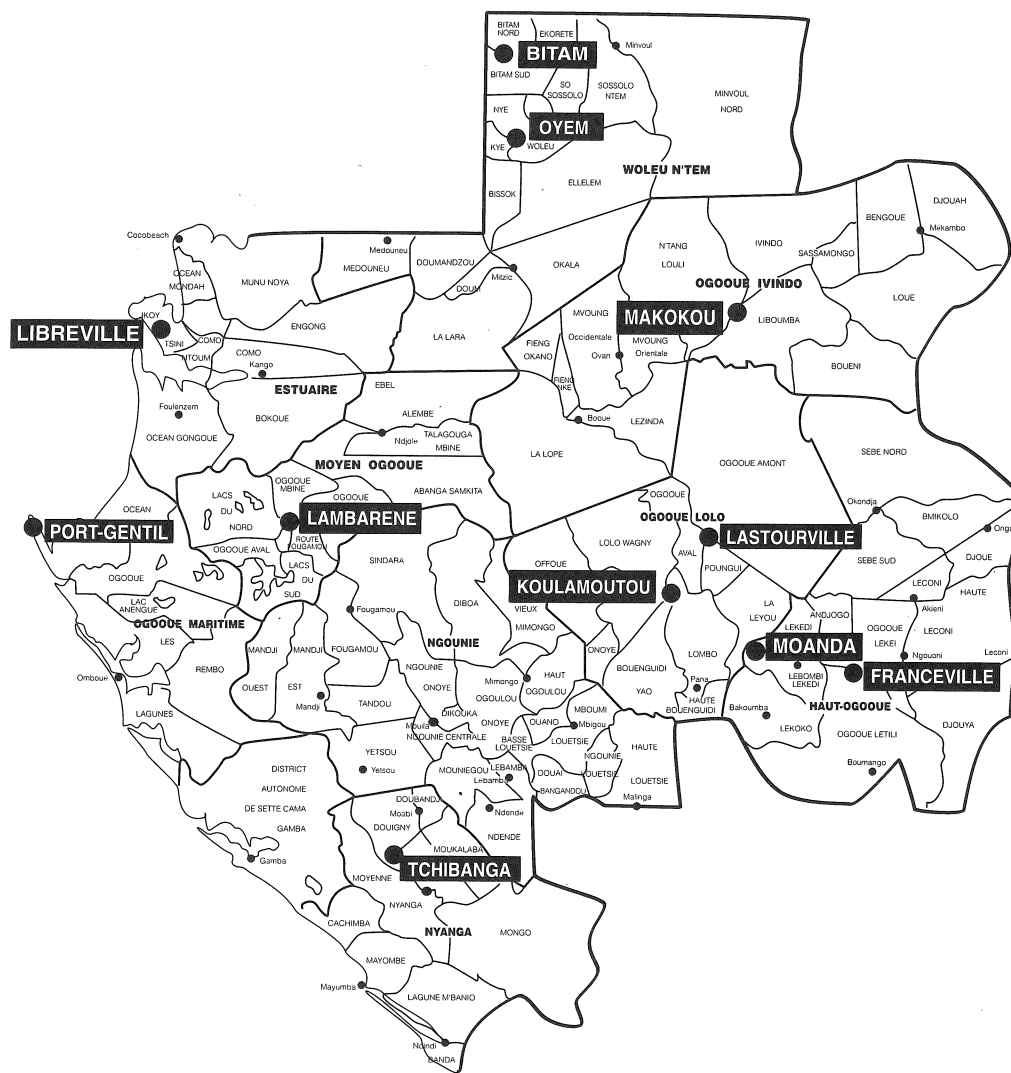 BITAM
NORD
EKORETE
Minvoul
BITAM
BITAM SUD
SO
SOSSOLO
SOSSOLO
NTEM
MINVOUL
NORD
NYE
OYEM
KYE
WOLEU
WOLEU N'TEM
BISSOK
ELLELEM
DJOUAH
BENGOUE
Mékambo
Cocobeach
Medouneu
N'TANG
LOULI
IVINDO
SASSAMONGO
OCEAN
MONDAH
MUNU NOYA
MEDOUNEU
DOUMANDZOU
DOUM
Mitzic
OKALA
OGOOUE IVINDO
LOUE
IKOY
LIBREVILLE
TSINI
COMO
NTOUM
ENGONG
LA LARA
MVOUNG
Occidentale
MAKOKOU
LIBOUMBA
FIENG
OKANO
Ovan
MVOUNG
Orientale
COMO
Kango
BOUENI
ESTUAIRE
EBEL
FIENG
NKE
Foulenzem
BOKOUE
ALEMBE
Booue
LEZINDA
OCEAN GONGOUE
Ndjole
TALAGOUGA
MBINE
LA LOPE
SEBE NORD
MOYEN OGOOUE
OGOOUE AMONT
OGOOUE
MBINE
OGOOUE
ABANGA SAMKITA
OGOOUE
LACS
DU
NORD
OCEAN
Okondja
BMIKOLO
PORT-GENTIL
LAMBARENE
OGOOUE LOLO
LASTOURVILLE
ROUTE
FOUGAMOU
LOLO WAGNY
AVAL
OGOOUE AVAL
LACS
DU
SUD
SINDARA
OFFOUE
POUNGUI
SEBE SUD
DJOUE
OGOOUE
KOULAMOUTOU
LECONI
HAUTE
LAC
ANENGUE
OGOOUE MARITIME
Fougamou
DIBOA
VIEUX
MIMONGO
LA
LEYOU
Akieni
LEKEDI
ANDJOGO
LES
NGOUNIE
ONOYE
OGOOUE
LEKEI
LECONI
MANDJI
MANDJI
FOUGAMOU
BOUENGUIDI
LOMBO
MOANDA
Ngouoni
Leconi
REMBO
NGOUNIE
ONOYE
Mimongo
HAUT
OGOULOU
OGOULOU
YAO
Pana
LEBOMBI
LEKEDI
FRANCEVILLE
Omboué
OUEST
EST
Mandji
TANDOU
HAUTE
BOUENGUIDI
HAUT-OGOOUE
LAGUNES
DIKOUKA
MBOUMI
Mbigou
Bakoumba
Mouila
ONOYE
OUANO
LEKOKO
DJOUYA
NGOUNIE CENTRALE
BASSE
LOUETSIE
LOUETSIE
HAUTE
LOUETSIE
OGOOUE LETILI
YETSOU
Yetsou
MOUNIEGOU
LEBAMBA
Lebamba
NGOUNIE
LOUETSIE
Boumango
DISTRICT
AUTONOME
DE SETTE CAMA
GAMBA
DOUAI
BANGANDOU
Malinga
DOUBANDJI
Moabi
Ndende
DOUIGNY
NDENDE
MOUKALABA
Gamba
TCHIBANGA
MOYENNE
NYANGA
CACHIMBA
NYANGA
MONGO
MAYOMBE
Mayumba
LAGUNE M'BANIO
Ndindi
BANDA